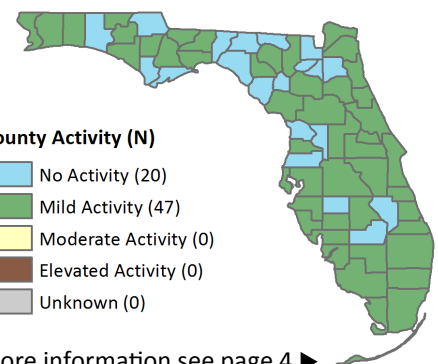 ounty Activity (N)
No Activity (20)
Mild Activity (47)
Moderate Activity (0)
Elevated Activity (0)
Unknown (0)
ore information see page 4 ▶